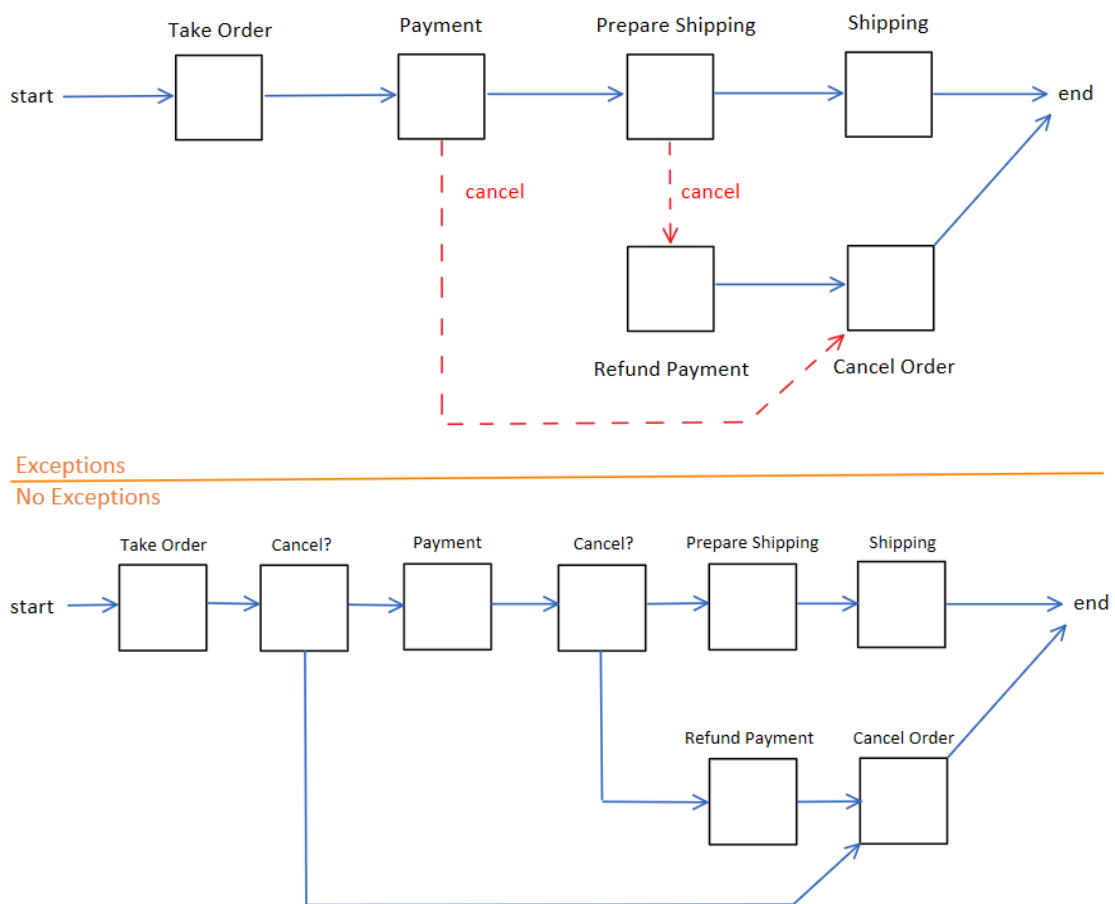 Take Order
Payment
Prepare Shipping
Shipping
start
end
cancel
cancel
Refund Payment
Cancel Order
Exceptions
No Exceptions
Take Order
Cancel?
Payment
Cancel?
Prepare Shipping
Shipping
start
end
Refund Payment
Cancel Order